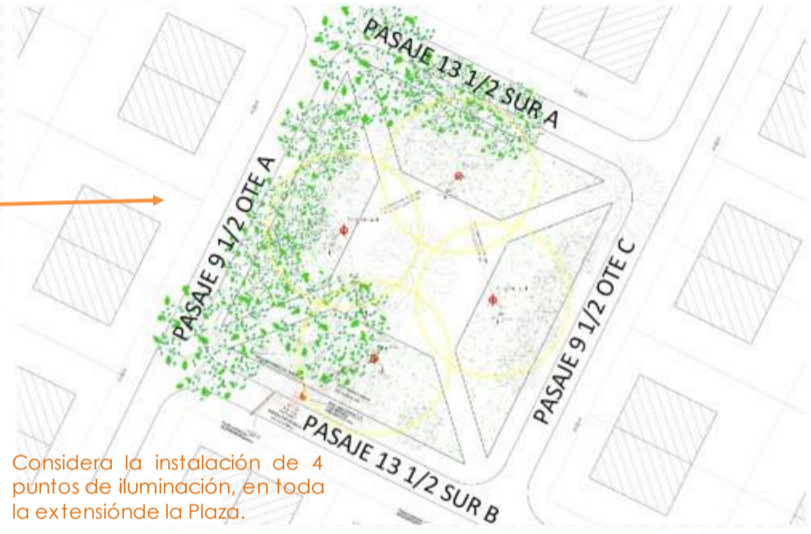 PASAJE 13 1/2 SUR A
PASAJE 9 1/2 OTE A
PASAJE 9 1/2 OTE C
PASAJE 13 1/2 SUR B
Considera la instalación de 4
puntos de iluminación, en toda
la extensiónde la Plaza.